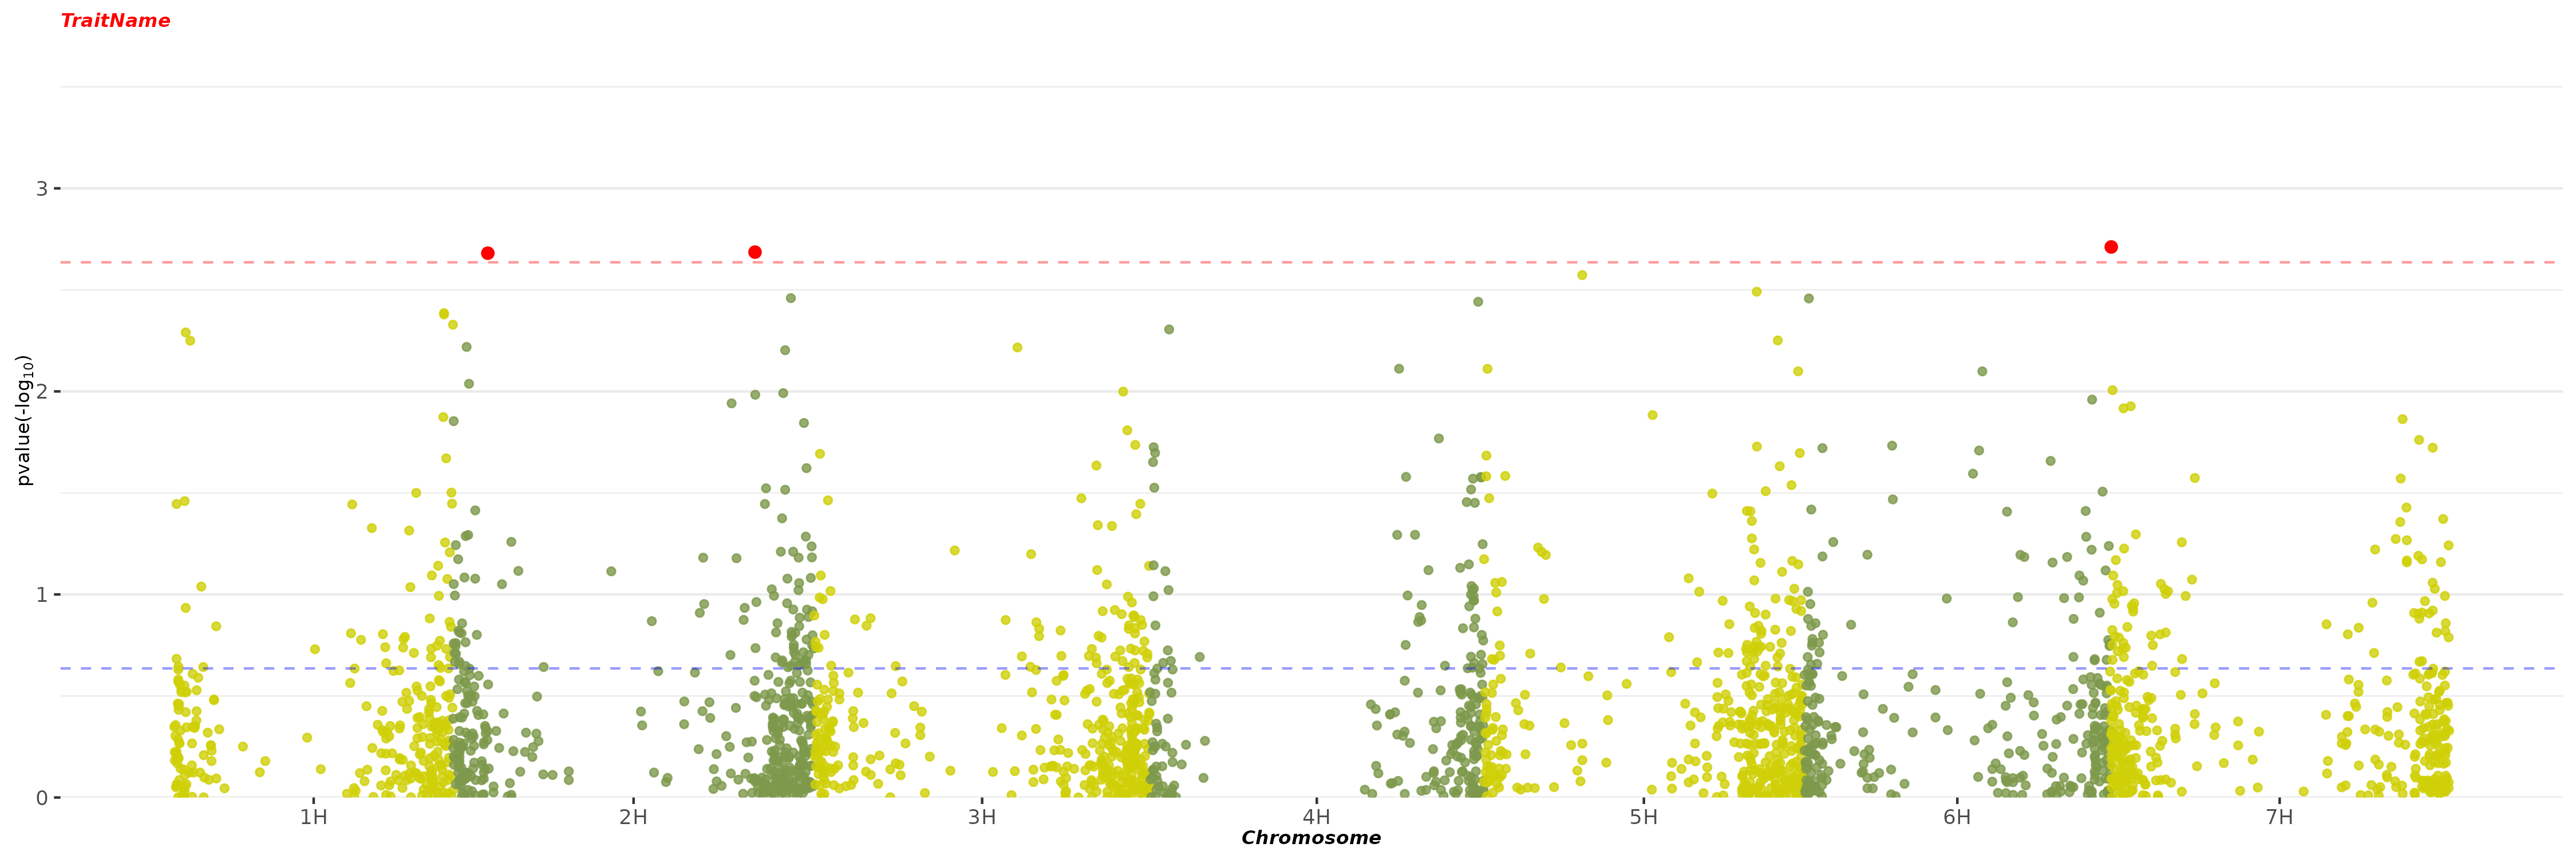 TraitName
pvalue(-log10)
3
2
1
0
1H 2H 3H 4H 5H 6H 7H
Chromosome